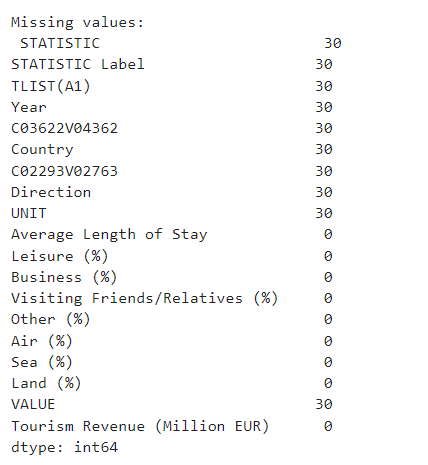 Missing values:
STATISTIC 30
STATISTIC Label 30
TLIST(A1) 30
Year 30
C03622V04362 30
Country 30
C02293V02763 30
Direction 30
UNIT 30
Average Length of Stay 0
Leisure (%) 0
Business (%) 0
Visiting Friends/Relatives (%) 0
Other (%) 0
Air (%) 0
Sea (%) 0
Land (%) 0
VALUE 30
Tourism Revenue (Million EUR) 0
dtype: int64